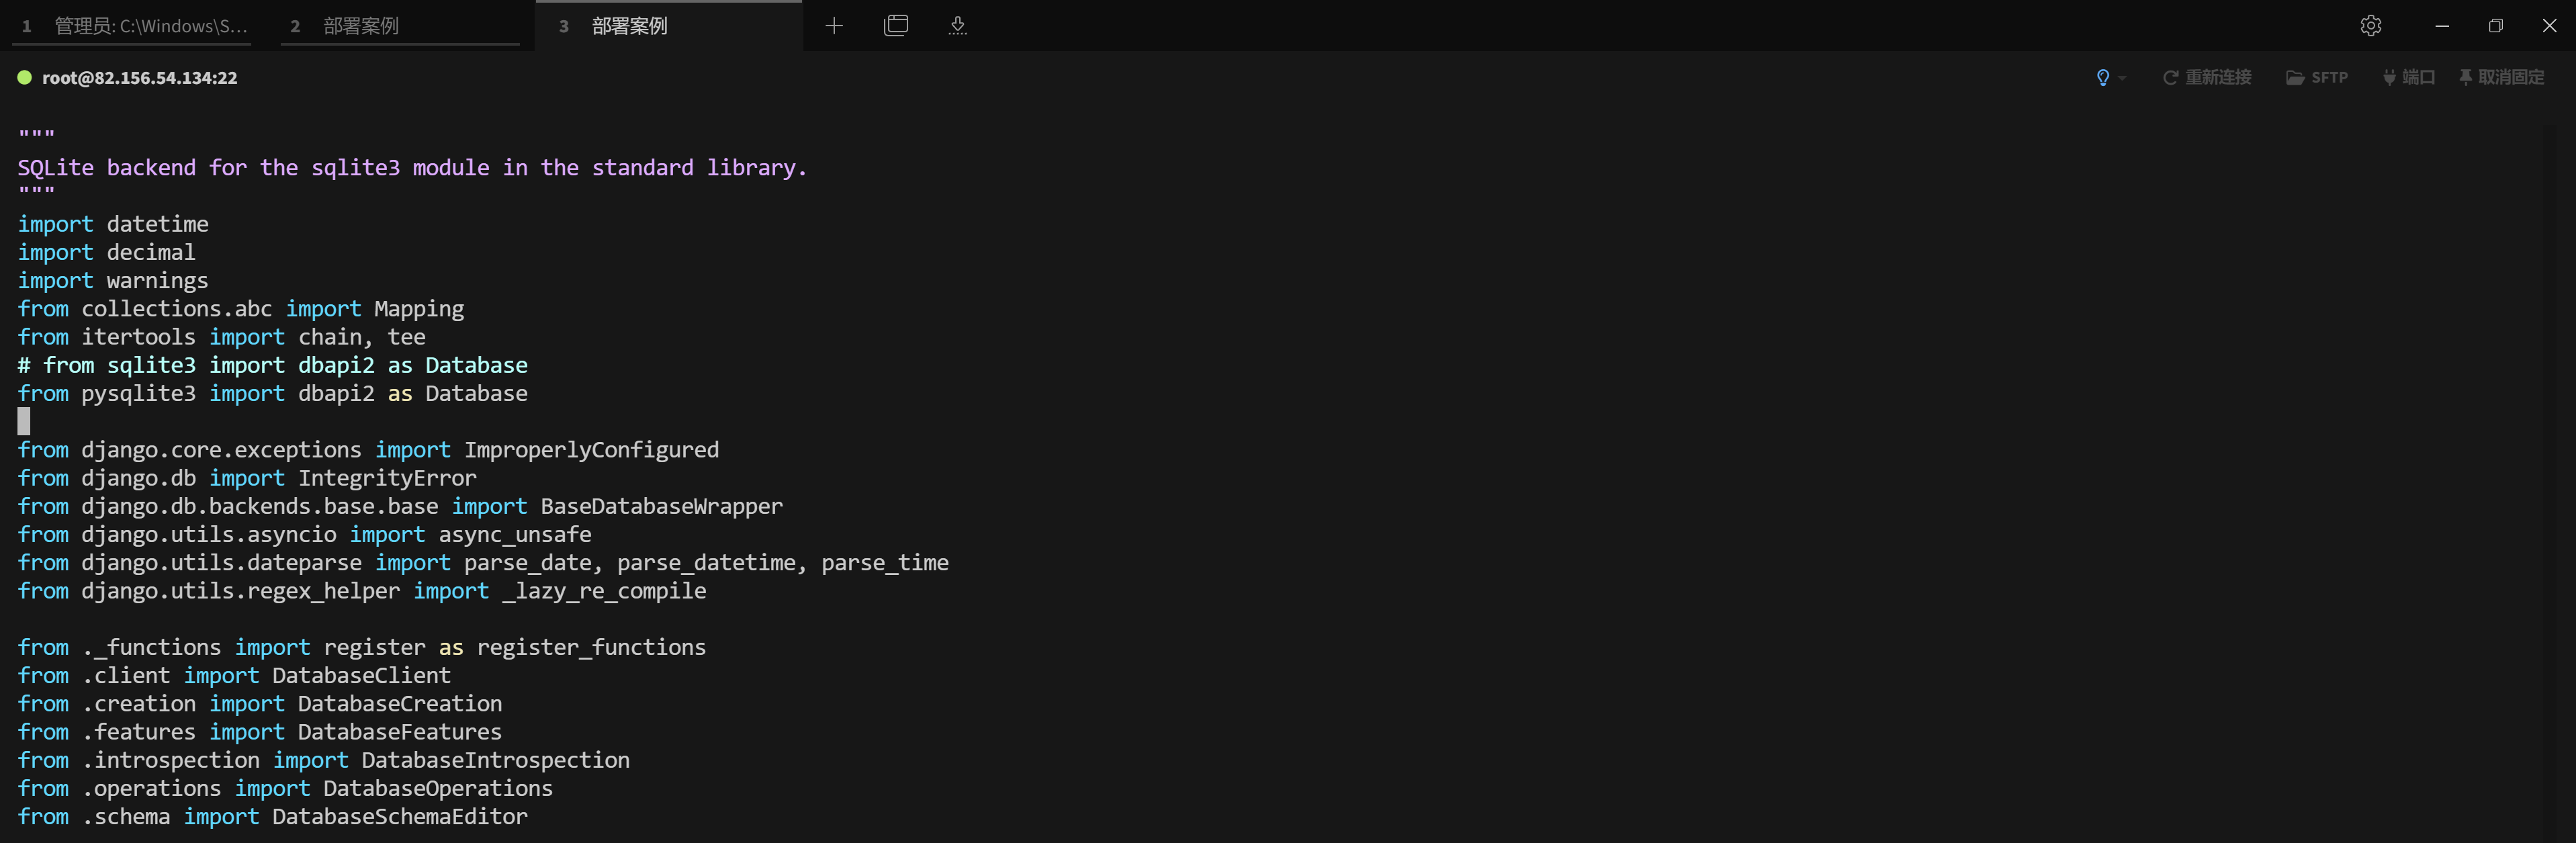 1 管理员: C:\Windows\S... 2 部署案例 3 部署案例
root@82.156.54.134:22 重新连接 SFTP 端口 取消固定
"""
SQLite backend for the sqlite3 module in the standard library.
"""
import datetime
import decimal
import warnings
from collections.abc import Mapping
from itertools import chain, tee
# from sqlite3 import dbapi2 as Database
from pysqlite3 import dbapi2 as Database
from django.core.exceptions import ImproperlyConfigured
from django.db import IntegrityError
from django.db.backends.base.base import BaseDatabaseWrapper
from django.utils.asyncio import async_unsafe
from django.utils.dateparse import parse_date, parse_datetime, parse_time
from django.utils.regex_helper import _lazy_re_compile
from ._functions import register as register_functions
from .client import DatabaseClient
from .creation import DatabaseCreation
from .features import DatabaseFeatures
from .introspection import DatabaseIntrospection
from .operations import DatabaseOperations
from .schema import DatabaseSchemaEditor